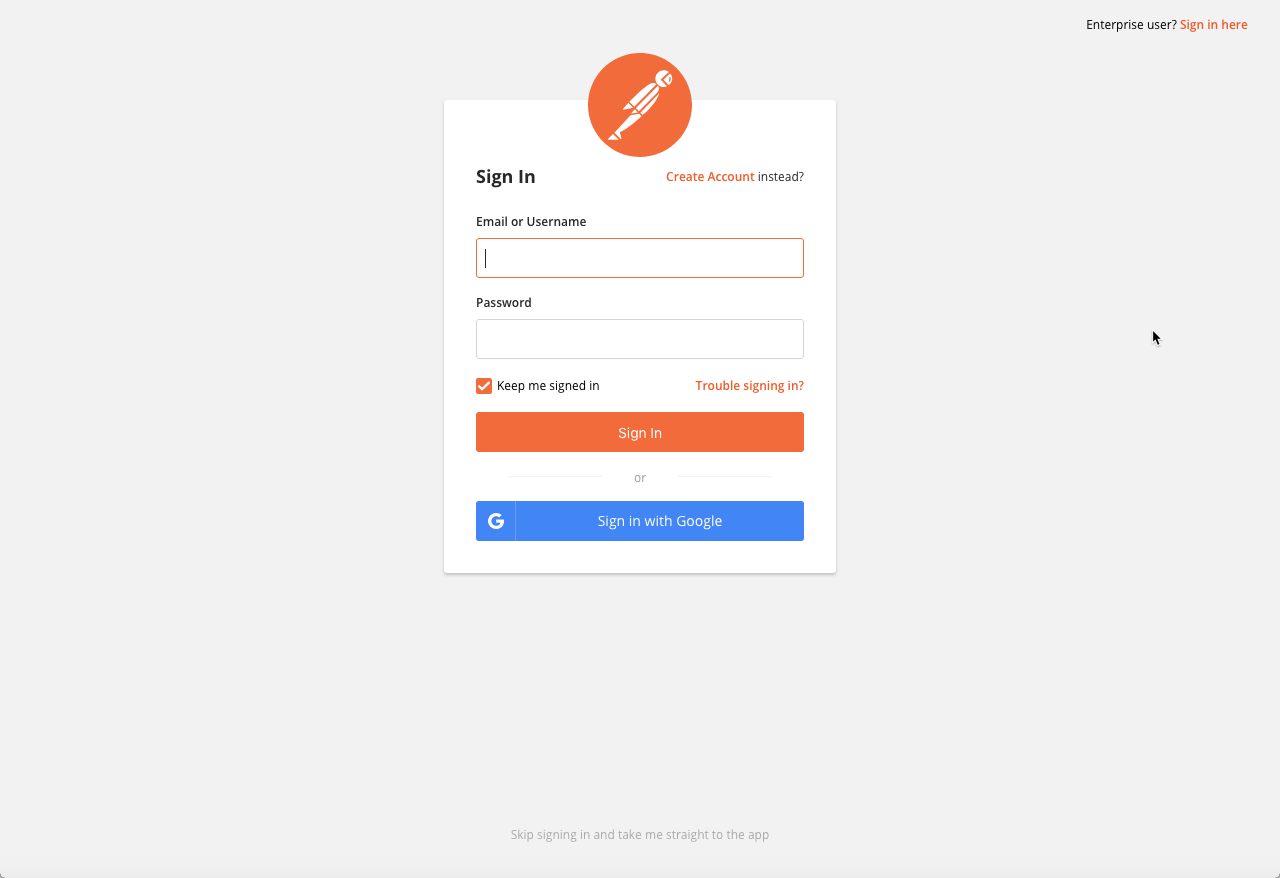 Enterprise user? Sign in here
Sign In
Create Account instead?
Email or Username
Password
Keep me signed in
Trouble signing in?
Sign In
or
G
Sign in with Google
Skip signing in and take me straight to the app